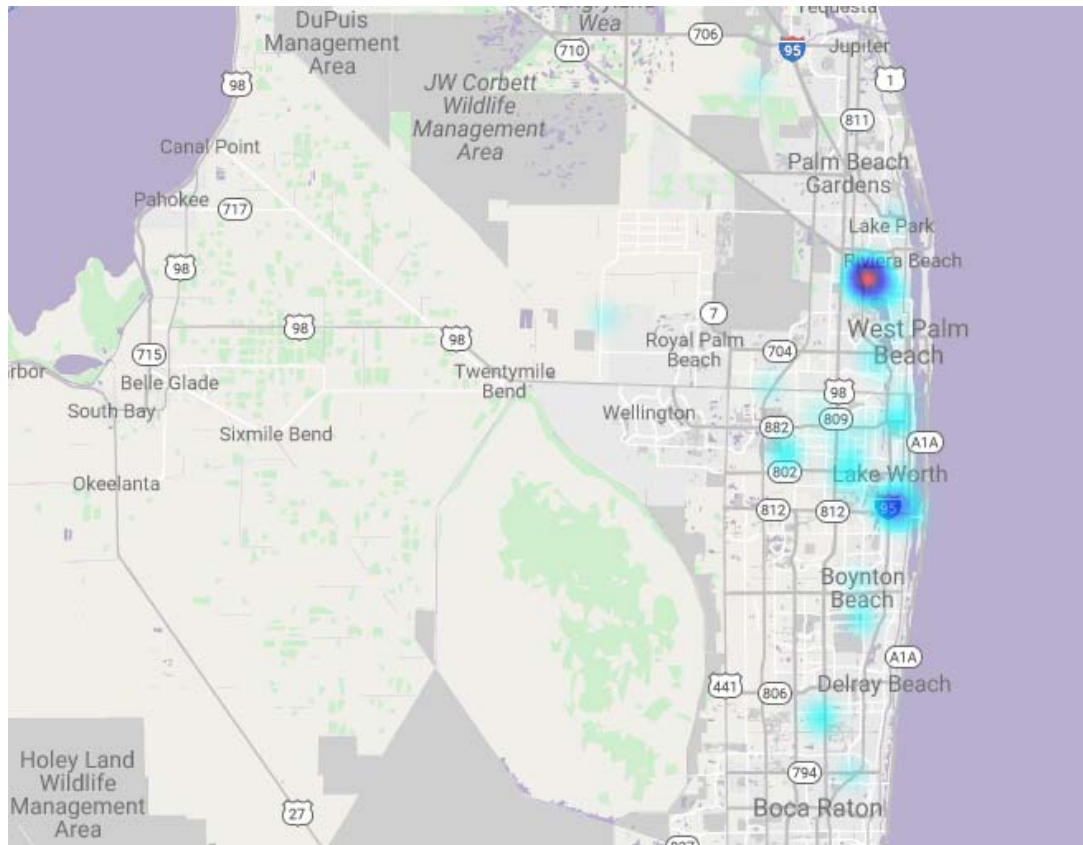 Tequesta
DuPuis
Management
Area
Wea
710
706
95
Jupiter
98
1
JW Corbett
Wildlife
Management
Area
811
Canal Point
Palm Beach
Gardens
Pahokee
717
Lake Park
98
Riviera Beach
7
98
98
West Palm
Beach
Royal Palm
Beach
704
715
Belle Glade
Twentymile
Bend
98
South Bay
Wellington
809
882
Sixmile Bend
A1A
802
Lake Worth
Okeelanta
812
812
95
Boynton
Beach
A1A
441
806
Delray Beach
Holey Land
Wildlife
Management
Area
794
27
Boca Raton